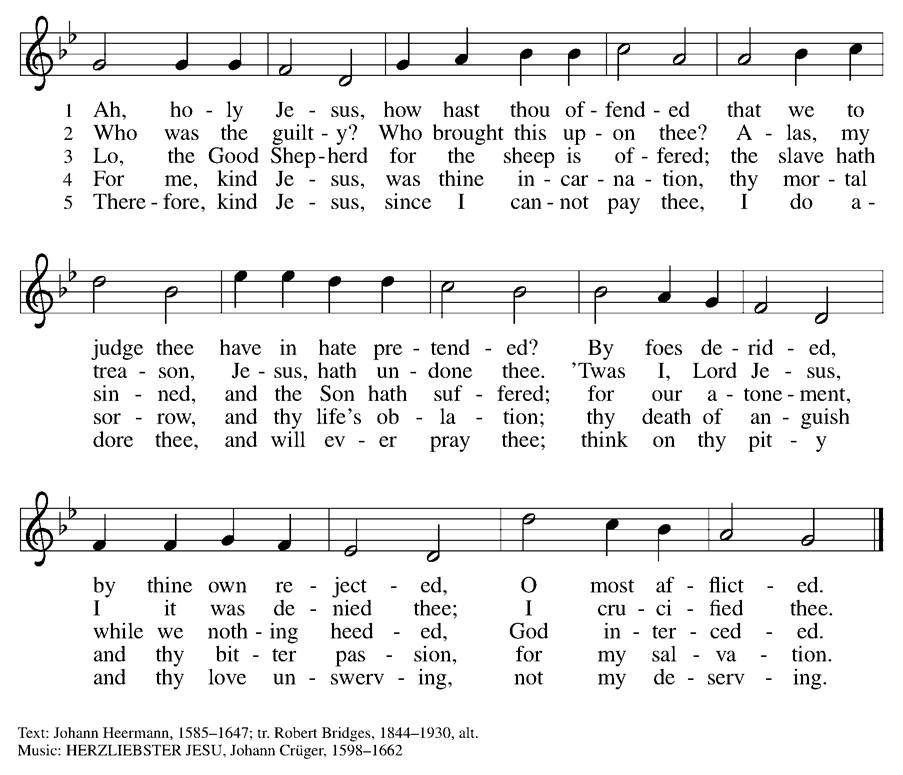 1 Ah, ho - ly Je - sus, how hast thou of - fend - ed that we to
2 Who was the guilt - y? Who brought this up - on thee? A - las, my
3 Lo, the Good Shep - herd for the sheep is of - fered; the slave hath
4 For me, kind Je - sus, was thine in - car - na - tion, thy mor - tal
5 There - fore, kind Je - sus, since I can - not pay thee, I do a -
judge thee have in hate pre - tend - ed? By foes de - rid - ed,
trea - son, Je - sus, hath un - done thee. ’Twas I, Lord Je - sus,
sin - ned, and the Son hath suf - fered; for our a - tone - ment,
sor - row, and thy life’s ob - la - tion; thy death of an - guish
dore thee, and will ev - er pray thee; think on thy pit - y
by thine own re - ject - ed, O most af - flict - ed.
I it was de - nied thee; I cru - ci - fied thee.
while we noth - ing heed - ed, God in - ter - ced - ed.
and thy bit - ter pas - sion, for my sal - va - tion.
and thy love un - swerv - ing, not my de - serv - ing.
Text: Johann Heermann, 1585–1647; tr. Robert Bridges, 1844–1930, alt.
Music: HERZLIEBSTER JESU, Johann Crüger, 1598–1662